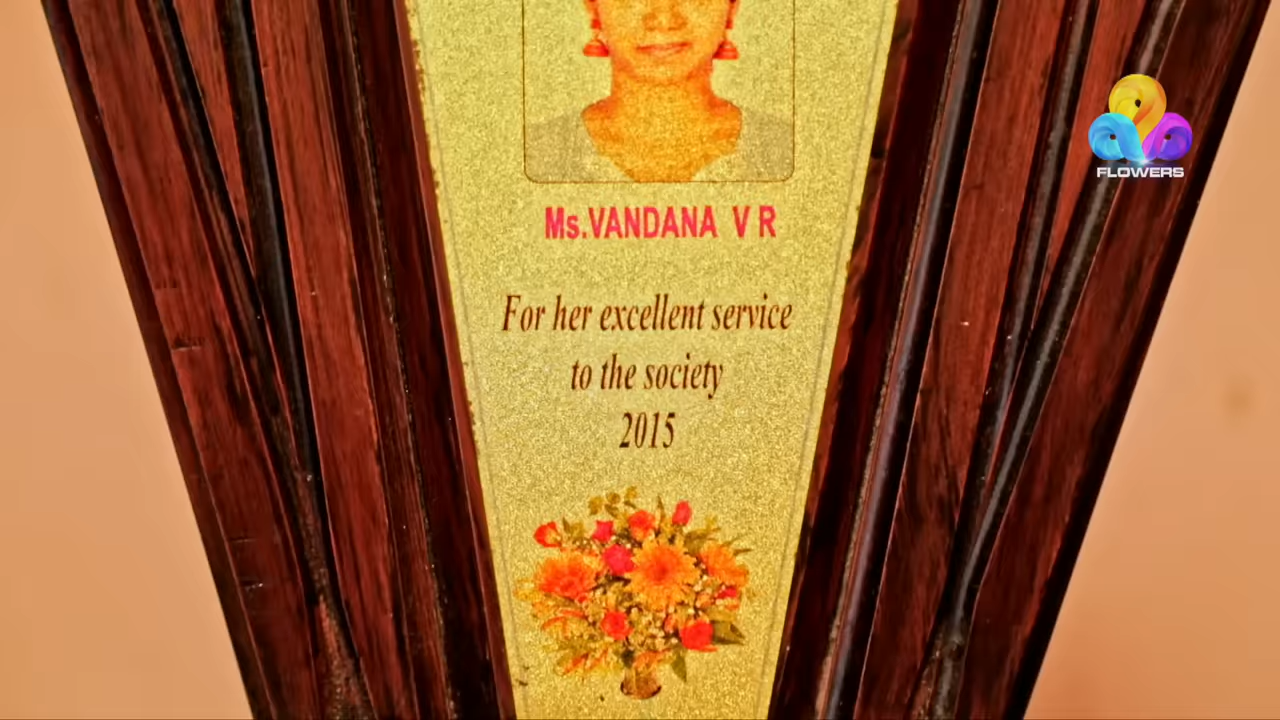 FLOWERS
Ms.VANDANA V R
For her excellent service
to the society
2015